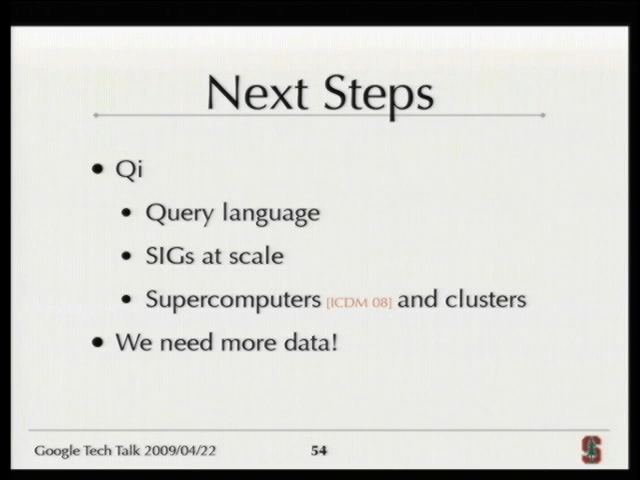 Next Steps
• Qi
• Query language
• SIGs at scale
• Supercomputers [ICDM 08] and clusters
• We need more data!
Google Tech Talk 2009/04/22 54 S